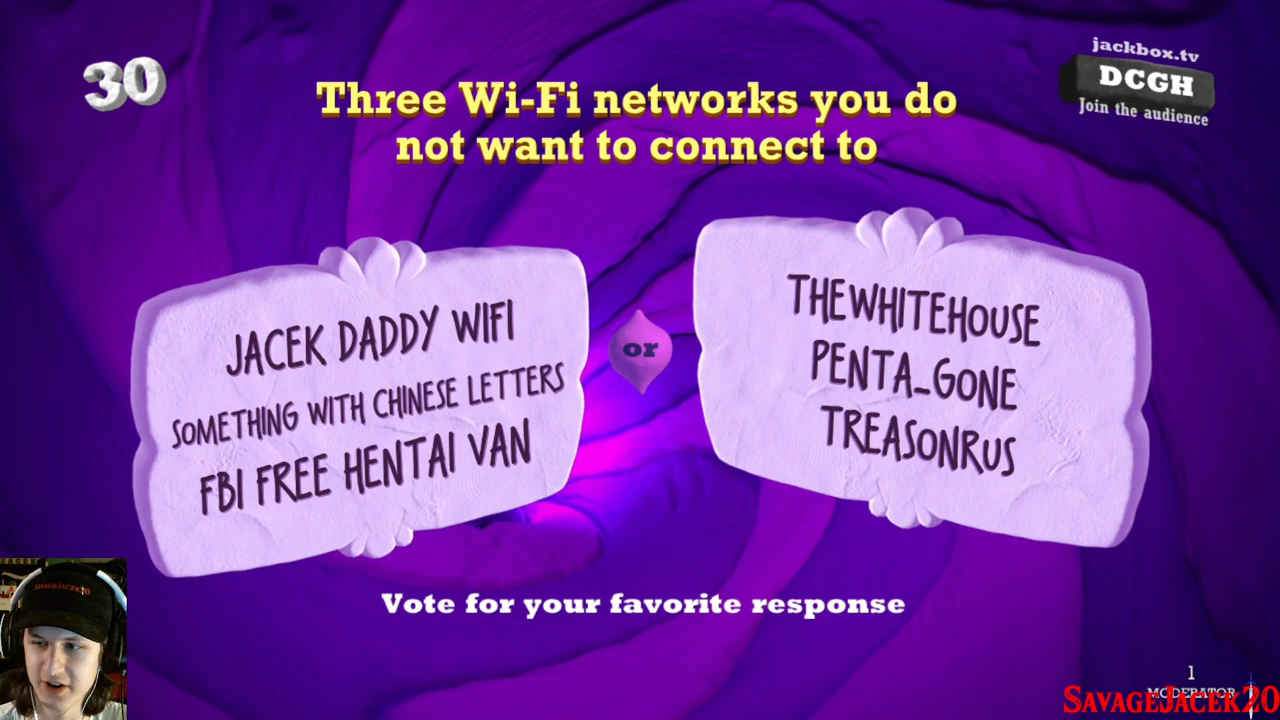 30
jackbox.tv
DCGH
Join the audience
Three Wi-Fi networks you do
not want to connect to
JACEK DADDY WIFI
SOMETHING WITH CHINESE LETTERS
FBI FREE HENTAI VAN
or
THEWHITEHOUSE
PENTA_GONE
TREASONRUS
Vote for your favorite response
1
MODERATOR
SAVAGEJACEK20
SAVAGEJACEK20